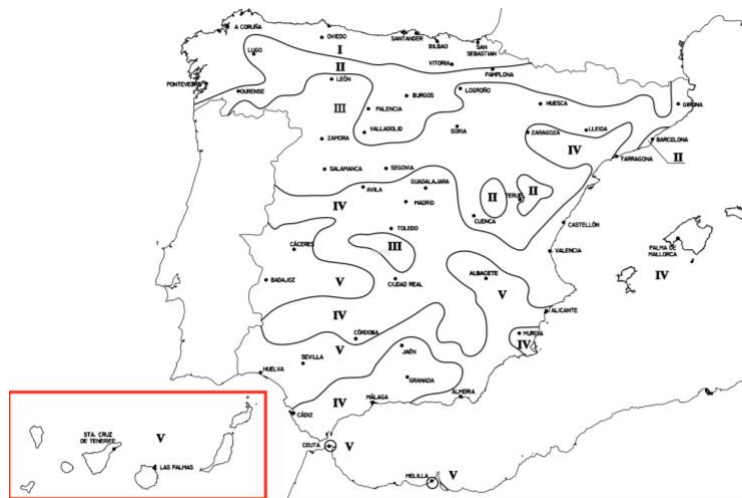 A CORUÑA
OVIEDO
SANTANDER
BILBAO
SAN
SEBASTIAN
LUGO
I
VITORIA
PAMPLONA
II
PONTEVEDRA
OURENSE
LEÓN
BURGOS
LOGROÑO
HUESCA
GIRONA
III
PALENCIA
ZAMORA
VALLADOLID
SORIA
ZARAGOZA
LLEIDA
BARCELONA
IV
TARRAGONA
II
SALAMANCA
SEGOVIA
AVILA
GUADALAJARA
IV
MADRID
II
TERUEL
II
CUENCA
CASTELLÓN
TOLEDO
CÁCERES
III
VALENCIA
PALMA DE
MALLORCA
IV
BADAJOZ
V
CIUDAD REAL
ALBACETE
V
IV
ALICANTE
CÓRDOBA
MURCIA
IV
V
SEVILLA
JAÉN
HUELVA
GRANADA
IV
MÁLAGA
ALMERIA
CÁDIZ
STA. CRUZ
DE TENERIFE
V
LAS PALMAS
CEUTA
V
MELILLA
V